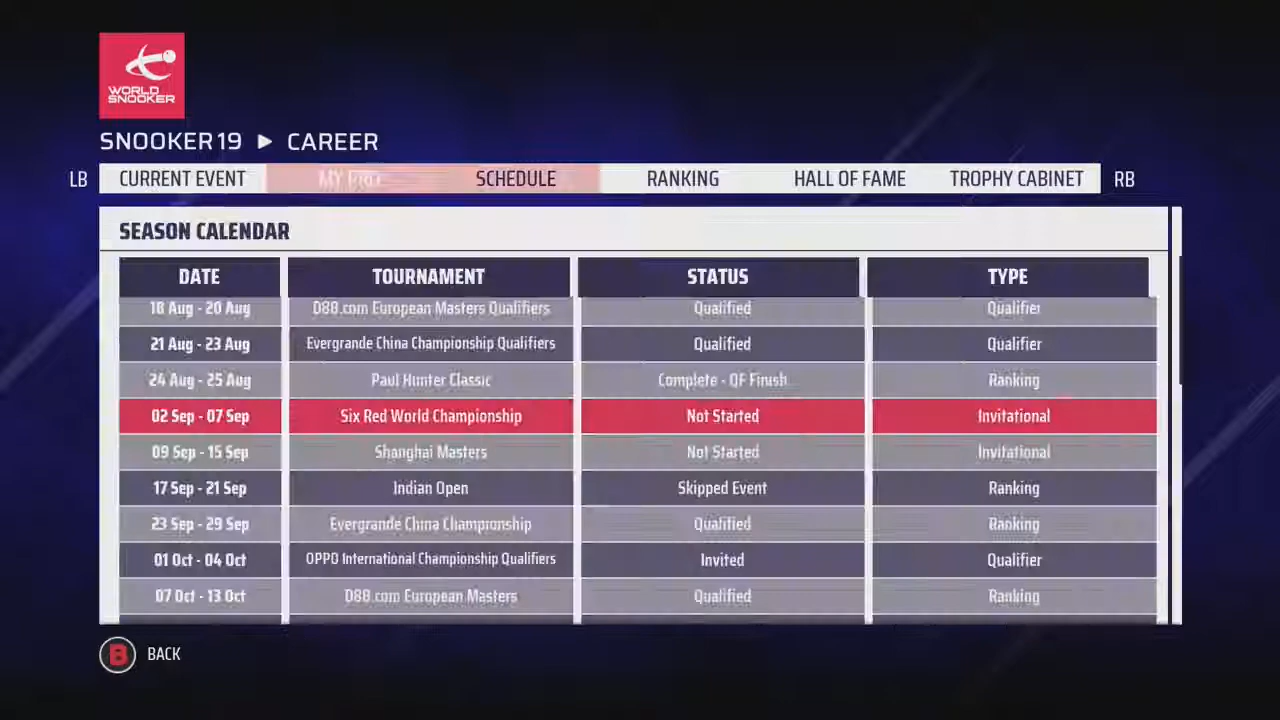 WORLD
SNOOKER
SNOOKER 19 ► CAREER
LB CURRENT EVENT MY PRO SCHEDULE RANKING HALL OF FAME TROPHY CABINET RB
SEASON CALENDAR
DATE TOURNAMENT STATUS TYPE
18 Aug - 20 Aug D88.com European Masters Qualifiers Qualified Qualifier
21 Aug - 23 Aug Evergrande China Championship Qualifiers Qualified Qualifier
24 Aug - 25 Aug Paul Hunter Classic Complete - QF Finish Ranking
02 Sep - 07 Sep Six Red World Championship Not Started Invitational
09 Sep - 15 Sep Shanghai Masters Not Started Invitational
17 Sep - 21 Sep Indian Open Skipped Event Ranking
23 Sep - 29 Sep Evergrande China Championship Qualified Ranking
01 Oct - 04 Oct OPPO International Championship Qualifiers Invited Qualifier
07 Oct - 13 Oct D88.com European Masters Qualified Ranking
B BACK